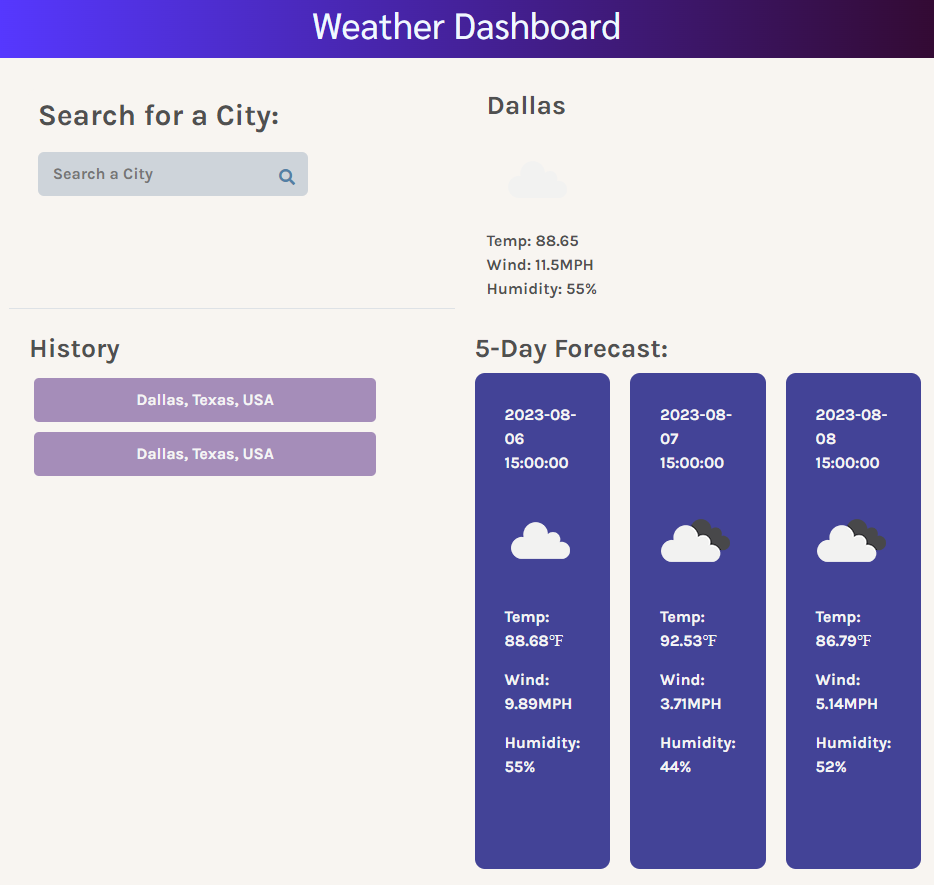 Weather Dashboard
Search for a City:
Search a City
Dallas
Temp: 88.65
Wind: 11.5MPH
Humidity: 55%
History
Dallas, Texas, USA
Dallas, Texas, USA
5-Day Forecast:
2023-08-
06
15:00:00
Temp:
88.68℉
Wind:
9.89MPH
Humidity:
55%
2023-08-
07
15:00:00
Temp:
92.53℉
Wind:
3.71MPH
Humidity:
44%
2023-08-
08
15:00:00
Temp:
86.79℉
Wind:
5.14MPH
Humidity:
52%